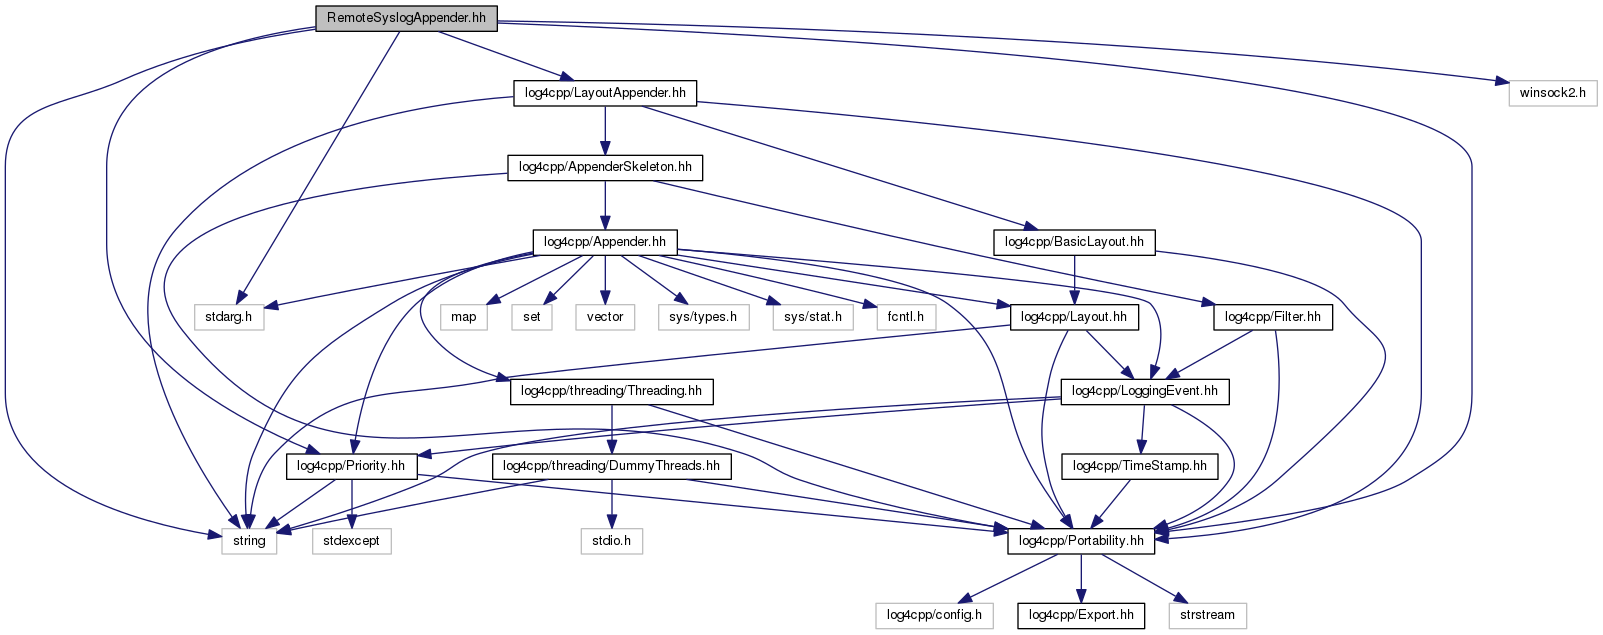 RemoteSyslogAppender.hh
log4cpp/LayoutAppender.hh
winsock2.h
log4cpp/AppenderSkeleton.hh
log4cpp/Appender.hh
log4cpp/BasicLayout.hh
stdarg.h
map
set
vector
sys/types.h
sys/stat.h
fcntl.h
log4cpp/Layout.hh
log4cpp/Filter.hh
log4cpp/threading/Threading.hh
log4cpp/LoggingEvent.hh
log4cpp/Priority.hh
log4cpp/threading/DummyThreads.hh
log4cpp/TimeStamp.hh
string
stdexcept
stdio.h
log4cpp/Portability.hh
log4cpp/config.h
log4cpp/Export.hh
strstream